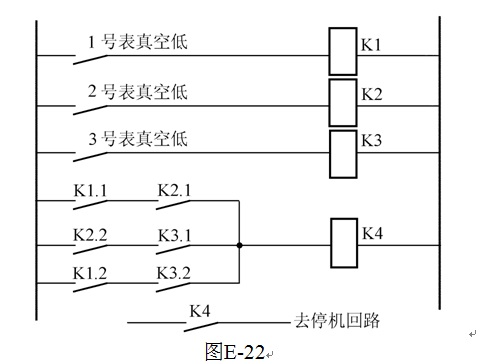 1号表真空低 K1
2号表真空低 K2
3号表真空低 K3
K1.1 K2.1
K2.2 K3.1 K4
K1.2 K3.2
K4 去停机回路
图E-22